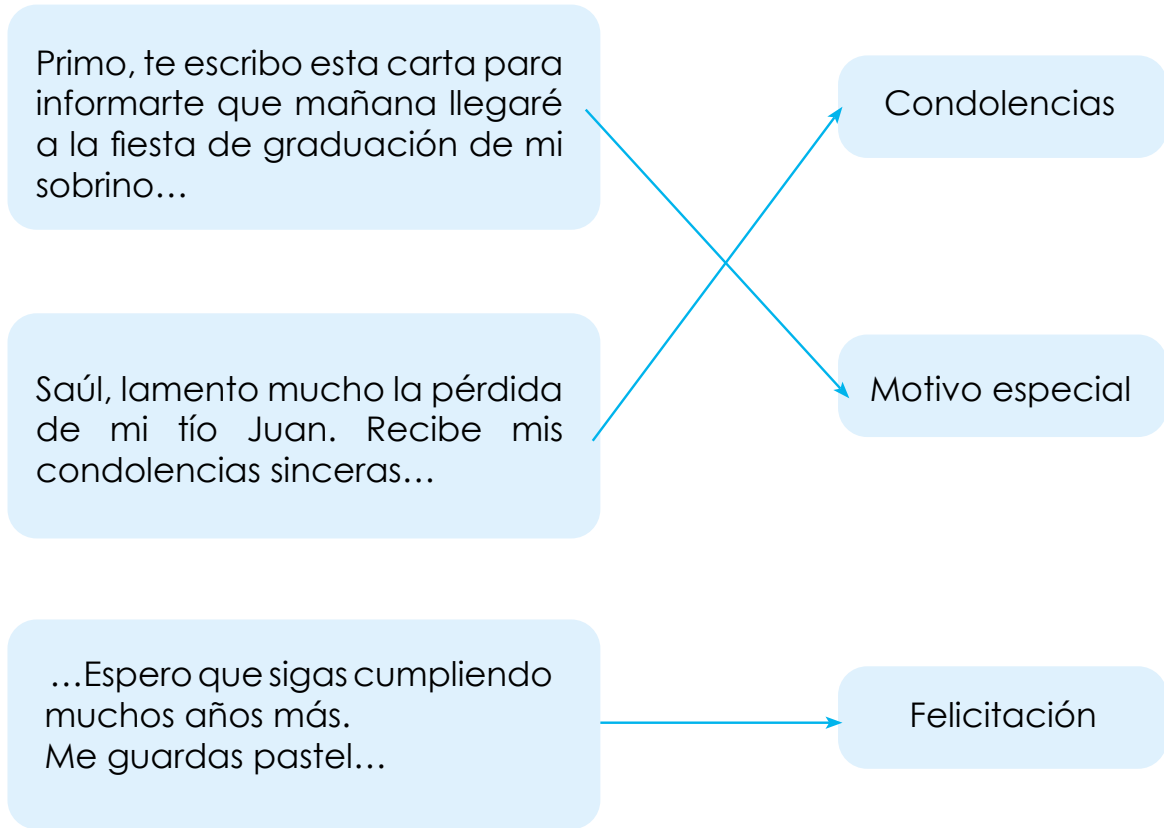 Primo, te escribo esta carta para
informarte que mañana llegaré
a la fiesta de graduación de mi
sobrino…
Condolencias
Saúl, lamento mucho la pérdida
de mi tío Juan. Recibe mis
condolencias sinceras…
Motivo especial
…Espero que sigas cumpliendo
muchos años más.
Me guardas pastel…
Felicitación